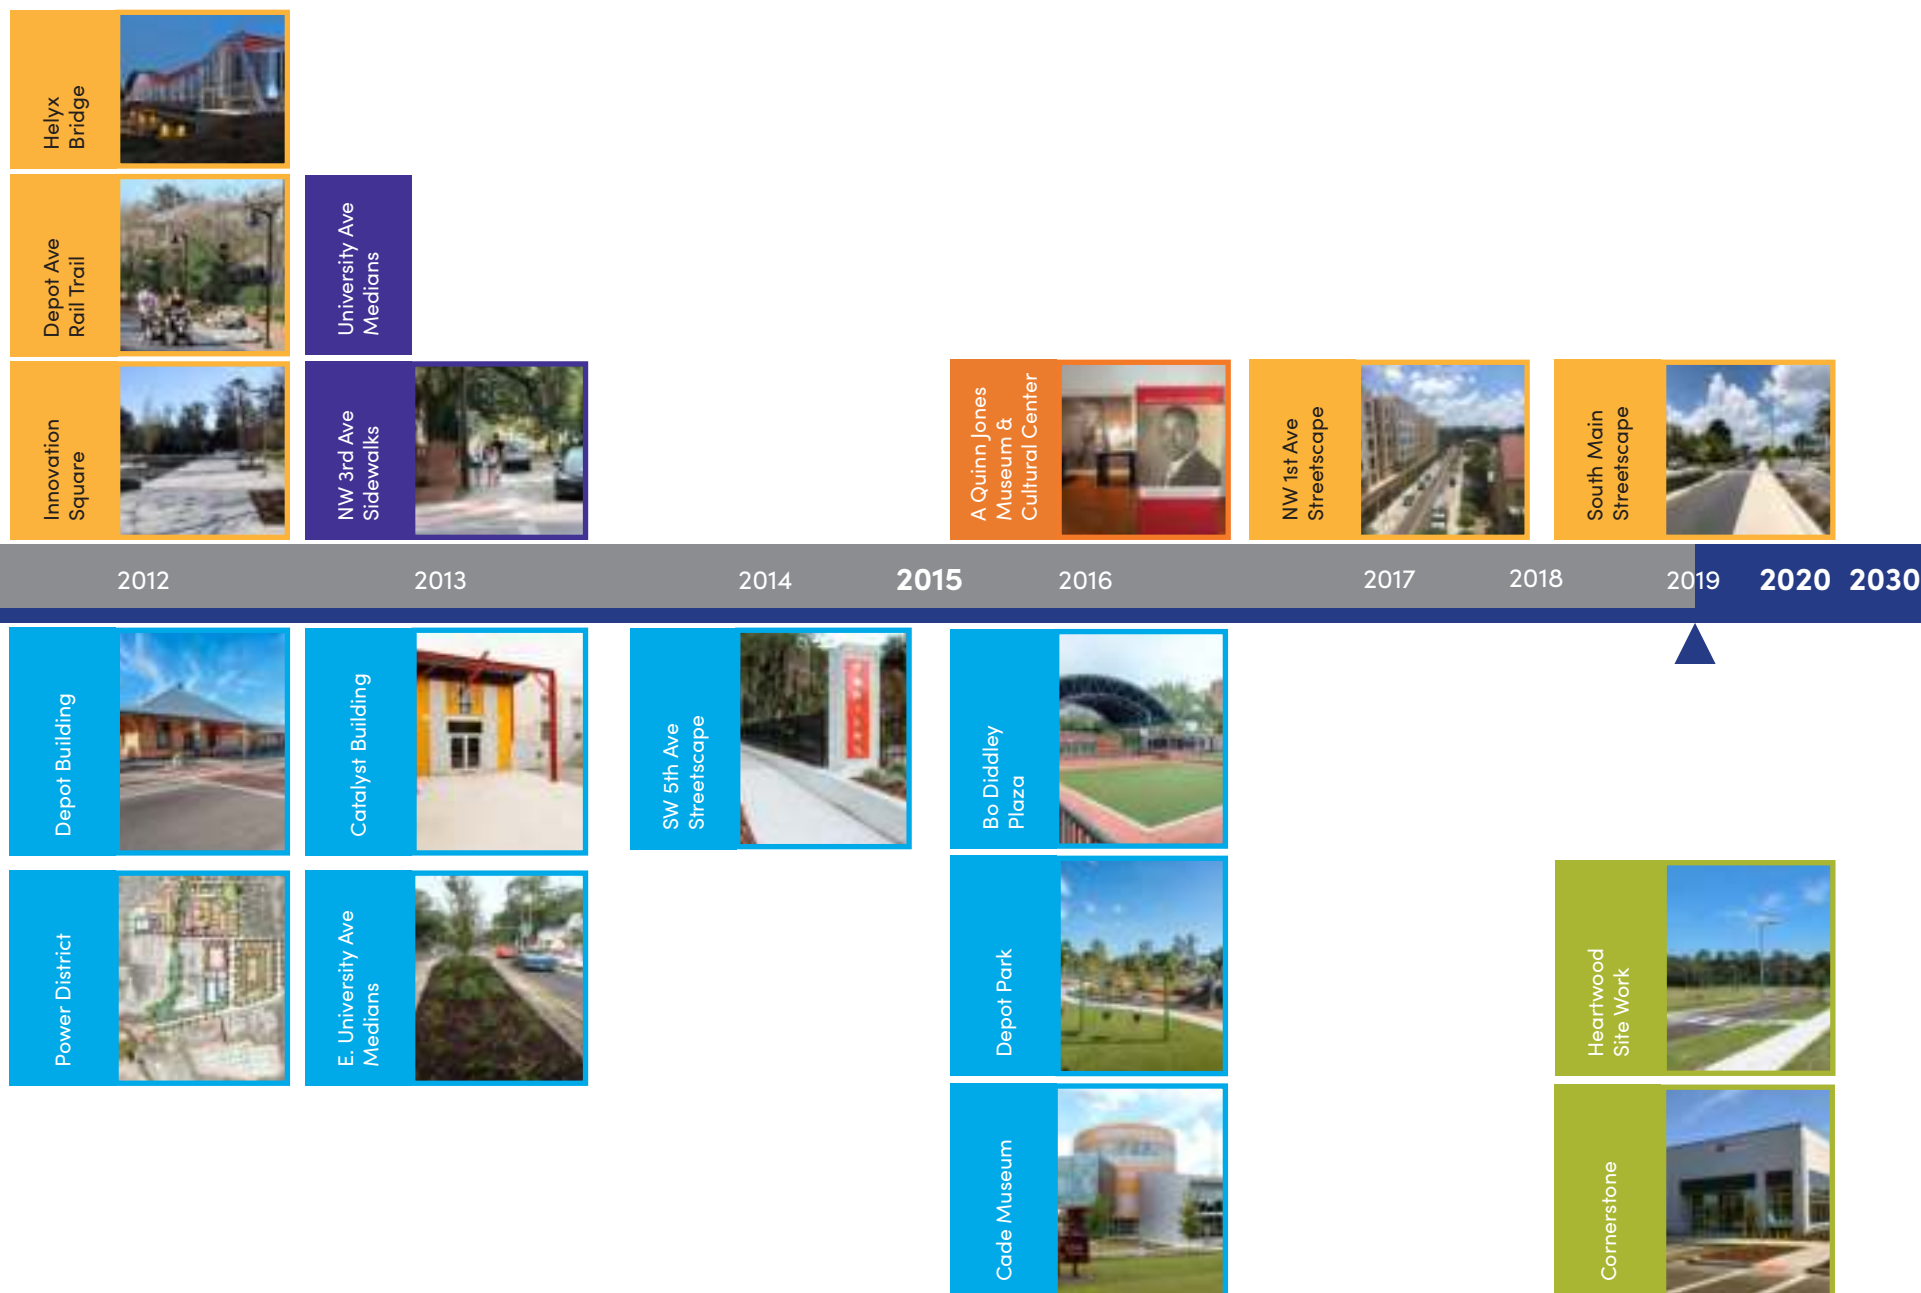 Helyx
Bridge
Depot Ave
Rail Trail
University Ave
Medians
Innovation
Square
NW 3rd Ave
Sidewalks
A Quinn Jones
Museum &
Cultural Center
NW 1st Ave
Streetscape
South Main
Streetscape
2012 2013 2014 2015 2016 2017 2018 2019 2020 2030
Depot Building
Catalyst Building
SW 5th Ave
Streetscape
Bo Diddley
Plaza
Power District
E. University Ave
Medians
Depot Park
Heartwood
Site Work
Cade Museum
Cornerstone